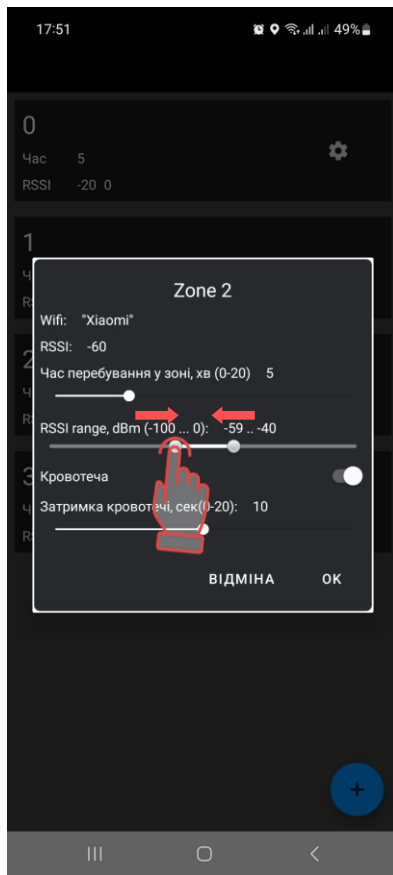 17:51 49%
0
Час 5
RSSI -20 0
1
Ч
R
Zone 2
Wifi: "Xiaomi"
RSSI: -60
2
Час перебування у зоні, хв (0-20) 5
Ч
R
RSSI range, dBm (-100 ... 0): -59 .. -40
3
Кровотеча
Ч
Затримка кровотечі, сек(0-20): 10
R
ВІДМІНА OK
+